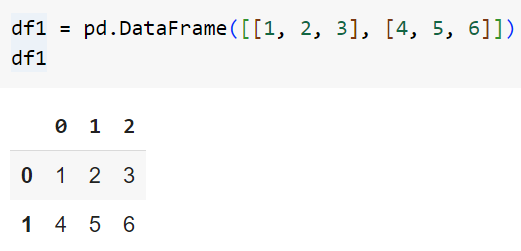 df1 = pd.DataFrame([[1, 2, 3], [4, 5, 6]])
df1
0 1 2
0 1 2 3
1 4 5 6